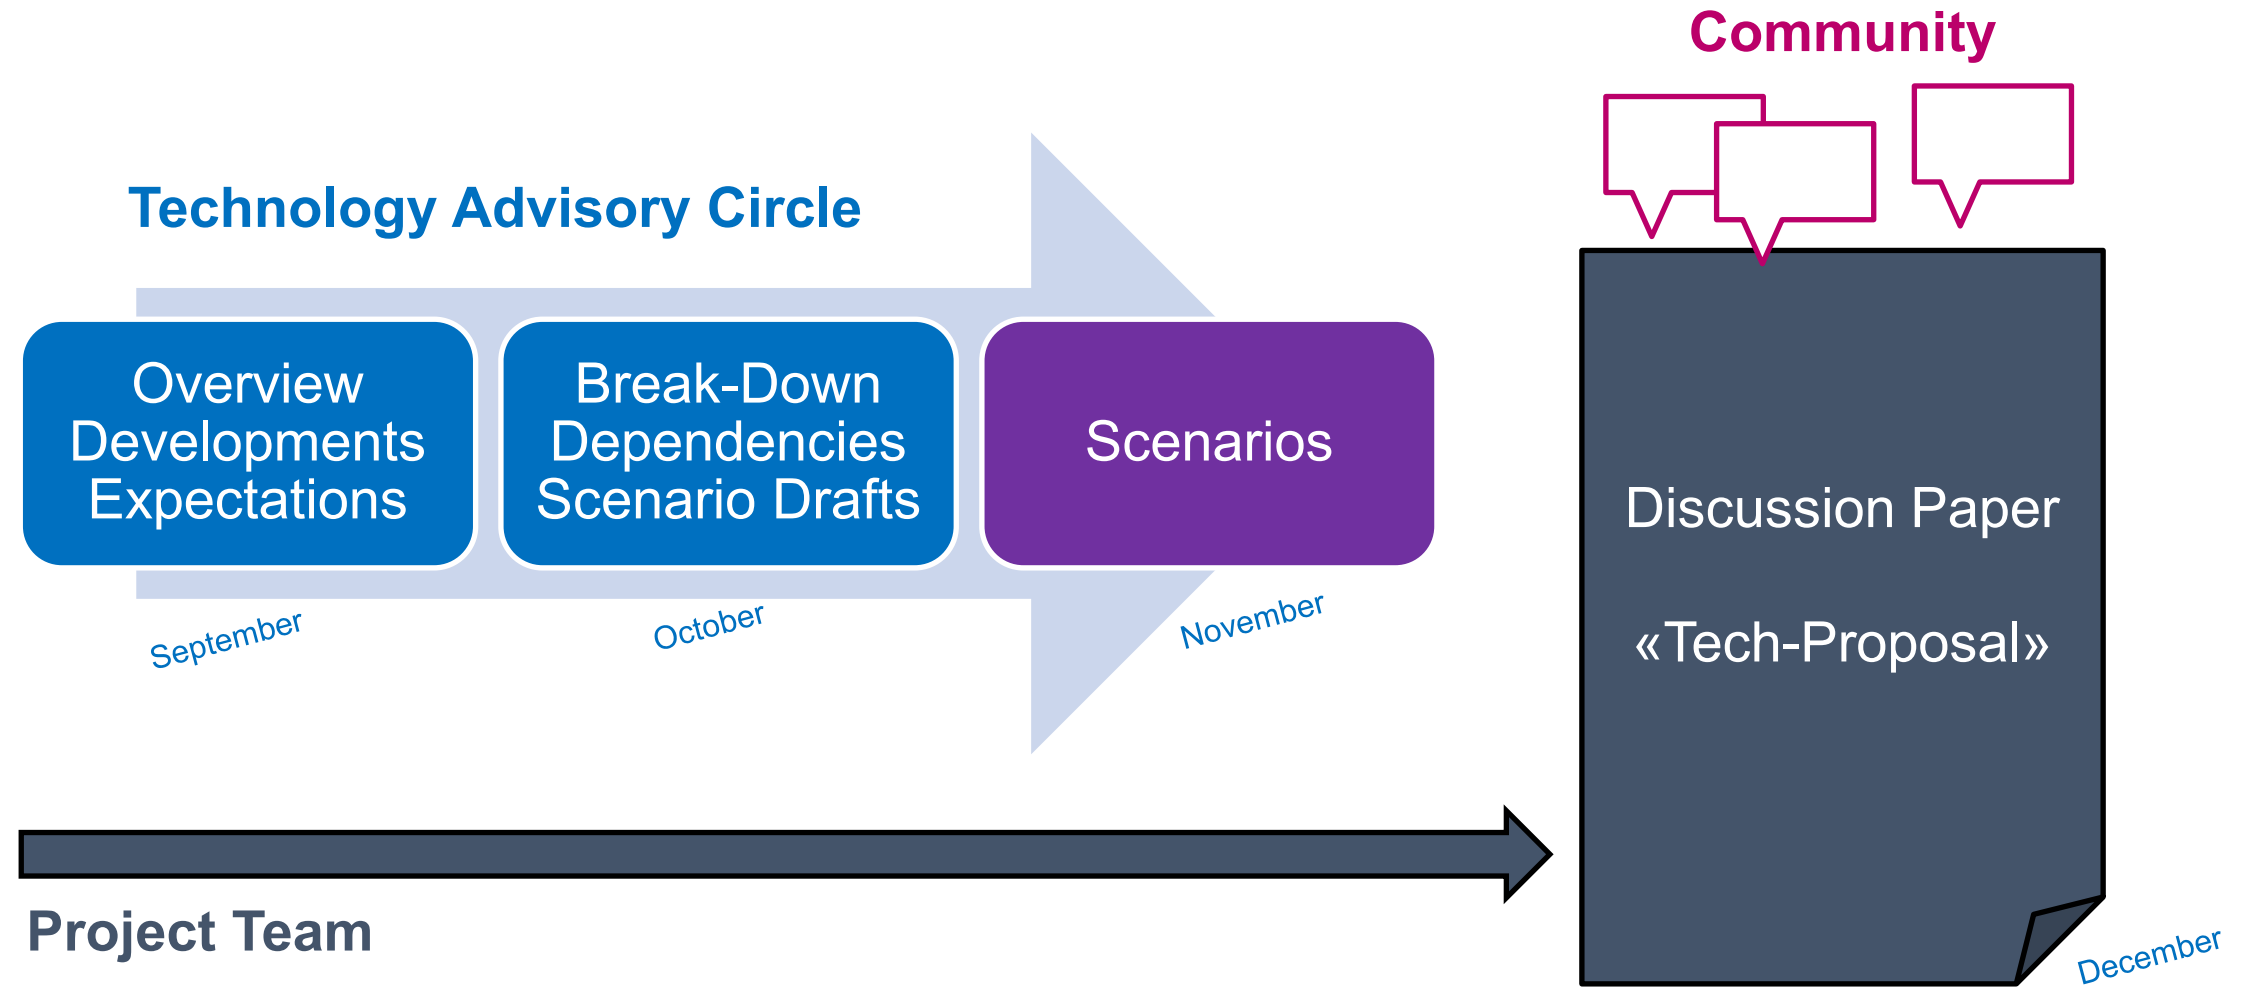 Community
Technology Advisory Circle
Overview
Developments
Expectations
Break-Down
Dependencies
Scenario Drafts
Scenarios
September
October
November
Discussion Paper
«Tech-Proposal»
Project Team
December